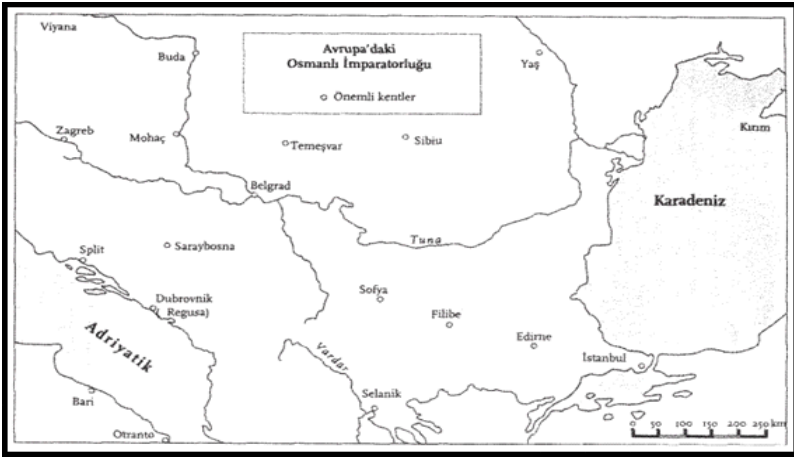 Viyana
Buda
Avrupa'daki
Osmanlı İmparatorluğu
Önemli kentler
Yaş
Kırım
Zagreb
Mohaç
Temeşvar
Sibiu
Belgrad
Karadeniz
Tuna
Split
Saraybosna
Dubrovnik
( Regusa)
Sofya
Filibe
Edirne
İstanbul
Adriyatik
Vardar
Selanik
Bari
Otranto
0 50 100 150 200 250 km